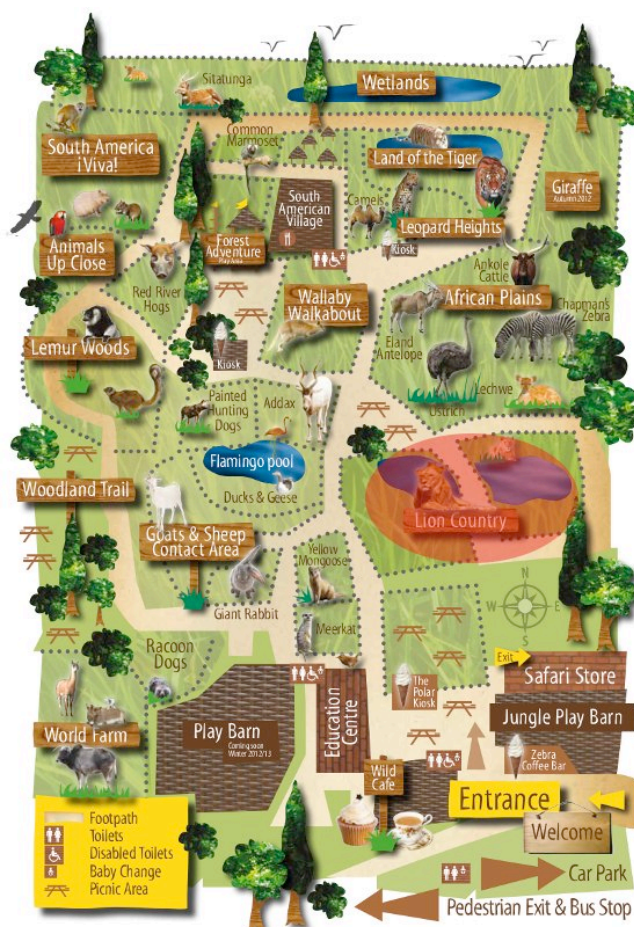 Sitatunga
Wetlands
South America
¡Viva!
Common
Marmoset
Land of the Tiger
South
American
Village
Camels
Giraffe
Autumn 2012
Leopard Heights
Kiosk
Animals
Up Close
Forest
Adventure
Play Area
Red River
Hogs
Ankole
Cattle
African Plains
Chapman's
Zebra
Wallaby
Walkabout
Eland
Antelope
Lemur Woods
Kiosk
Painted
Hunting
Dogs
Addax
Lechwe
Ostrich
Flamingo pool
Ducks & Geese
Woodland Trail
Lion Country
Goats & Sheep
Contact Area
Yellow
Mongoose
Giant Rabbit
Meerkat
N
W
E
S
Racoon
Dogs
Exit
Safari Store
The
Polar
Kiosk
World Farm
Play Barn
Coming soon
Winter 2012/13
Education
Centre
Jungle Play Barn
Zebra
Coffee Bar
Wild
Cafe
Entrance
Welcome
Footpath
Toilets
Disabled Toilets
Baby Change
Picnic Area
Car Park
Pedestrian Exit & Bus Stop